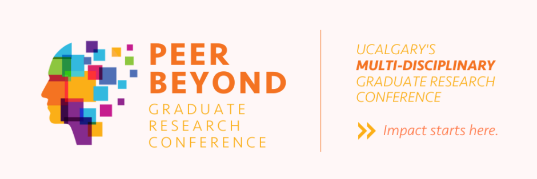 PEER
BEYOND
GRADUATE
RESEARCH
CONFERENCE
UCALGARY'S
MULTI-DISCIPLINARY
GRADUATE RESEARCH
CONFERENCE
Impact starts here.